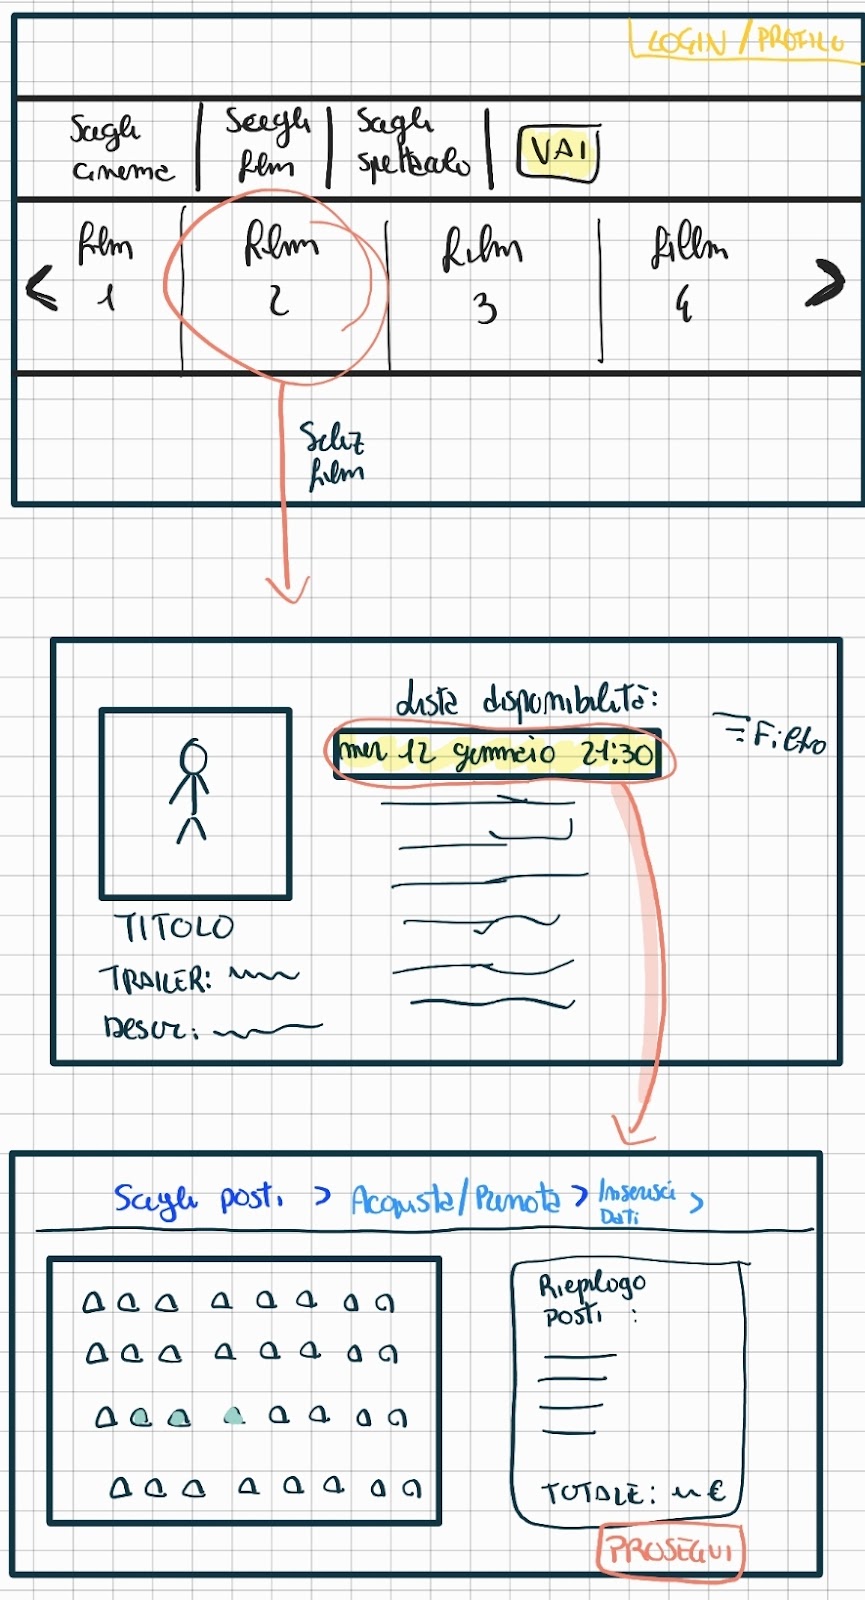 LOGIN / PROFILO
Scegli
cinema
Scegli
film
Scegli
spettacolo
VAI
<
film
1
Film
2
Film
3
fillm
4
>
Selez
film
Lista disponibilità:
mer 12 gennaio 21:30
Filtro
TITOLO
TRAILER:
DESCR:
Scegli posti > Acquista/Prenota > Inserisci >
Dati
Riepilogo
posti :
TOTALE: €
PROSEGUI